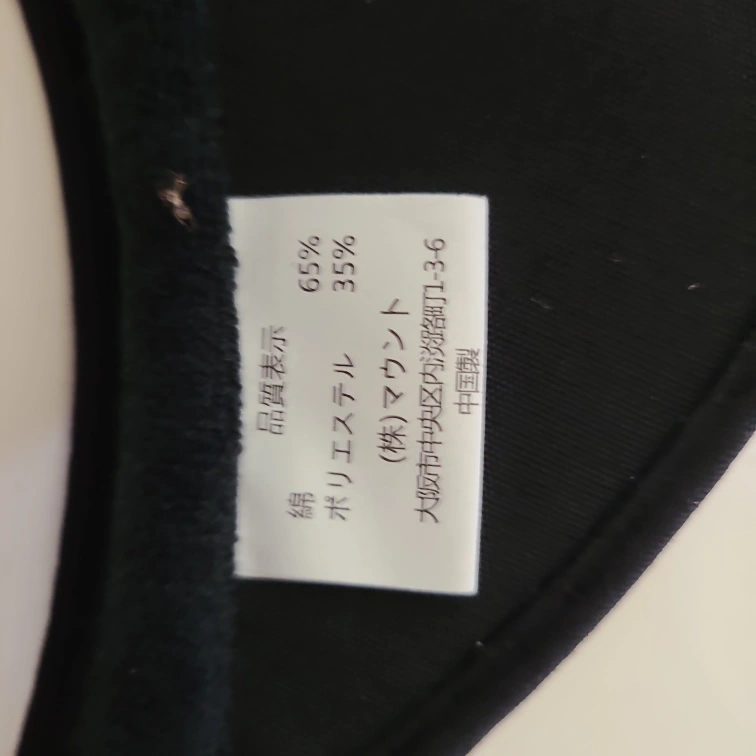 品質表示
綿 65%
ポリエステル 35%
(株)マウント
大阪市中央区内淡路町1-3-6
中国製